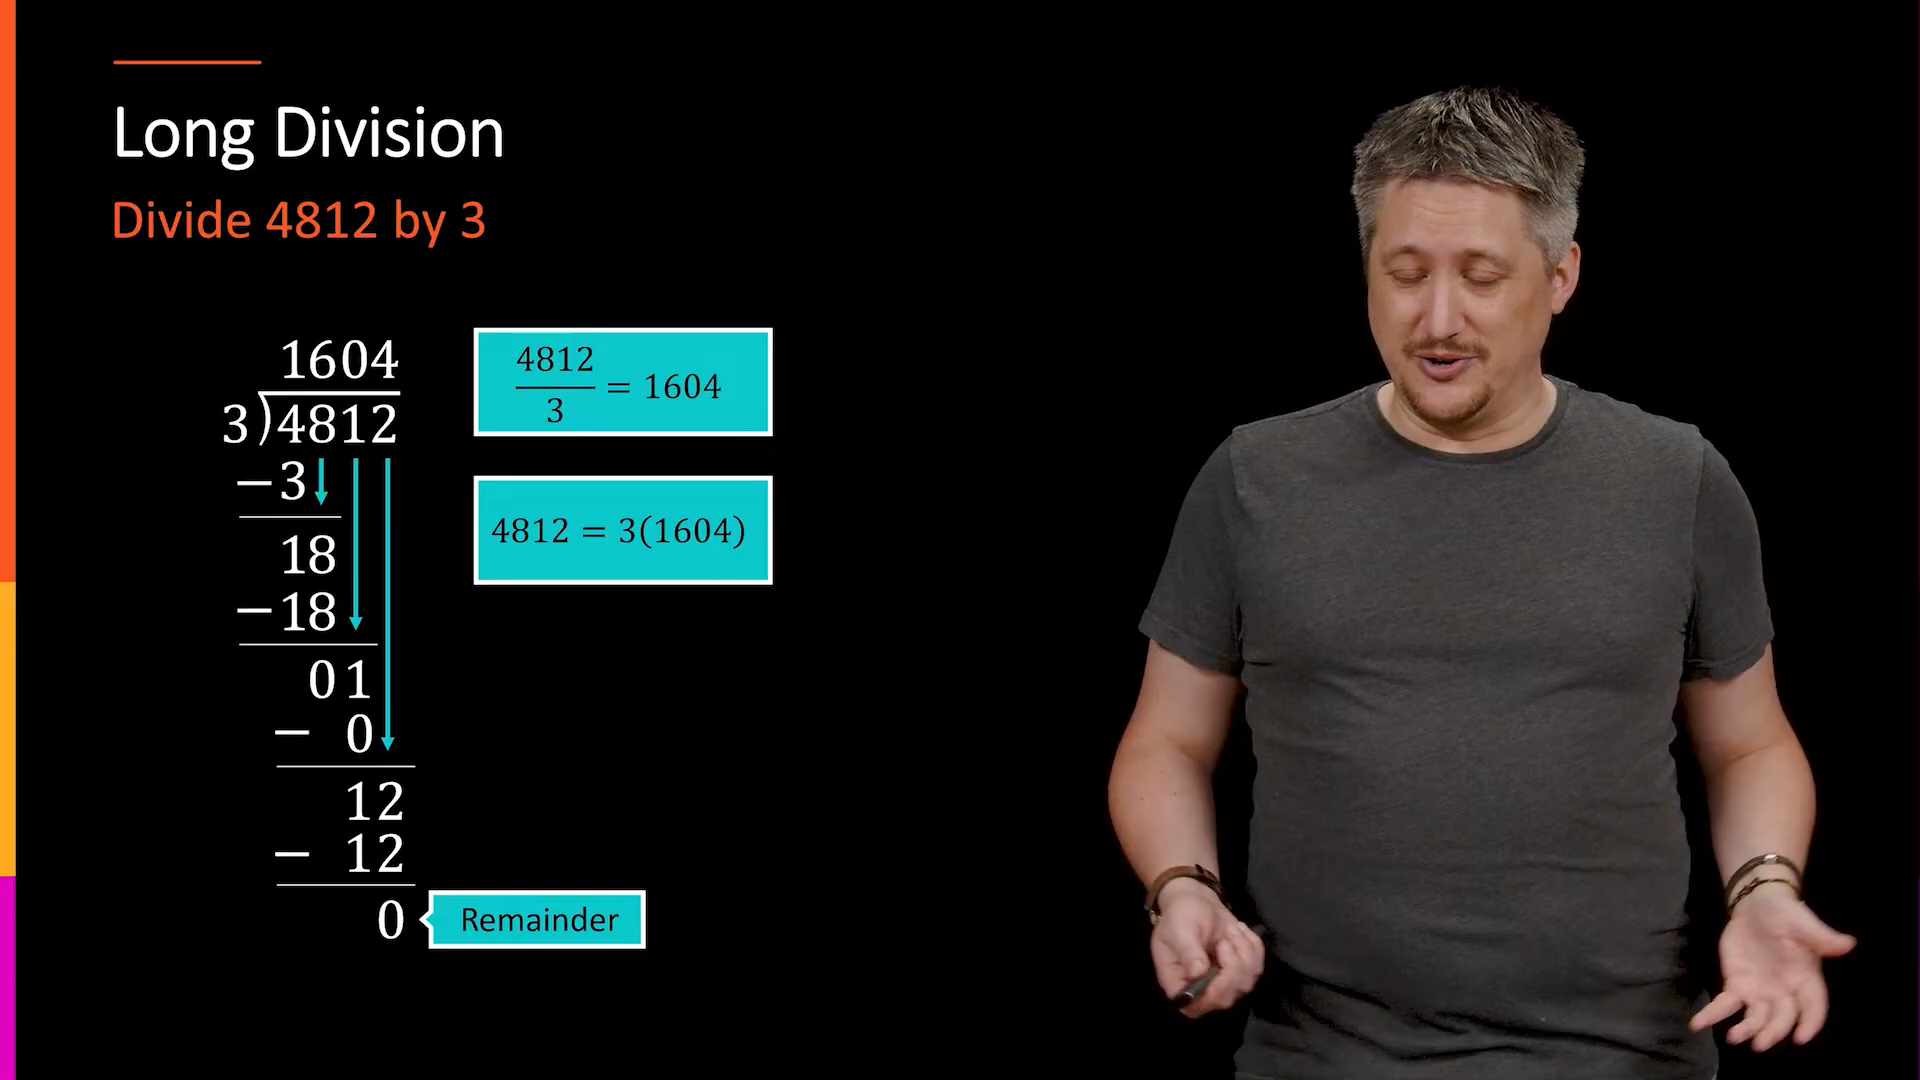 Long Division
Divide 4812 by 3
1604
3)4812
−3
18
−18
01
− 0
12
− 12
0
Remainder
4812/3 = 1604
4812 = 3(1604)